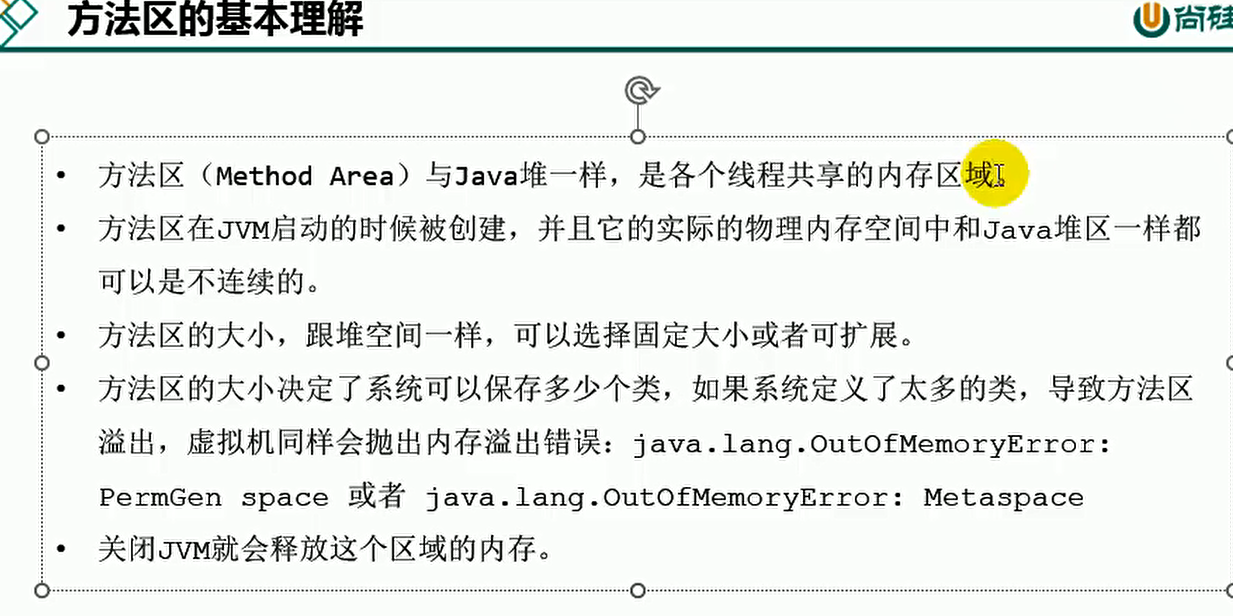 方法区的基本理解
尚硅
• 方法区（Method Area）与Java堆一样，是各个线程共享的内存区域。
• 方法区在JVM启动的时候被创建，并且它的实际的物理内存空间中和Java堆区一样都
可以是不连续的。
• 方法区的大小，跟堆空间一样，可以选择固定大小或者可扩展。
• 方法区的大小决定了系统可以保存多少个类，如果系统定义了太多的类，导致方法区
溢出，虚拟机同样会抛出内存溢出错误：java.lang.OutOfMemoryError:
PermGen space 或者 java.lang.OutOfMemoryError: Metaspace
• 关闭JVM就会释放这个区域的内存。